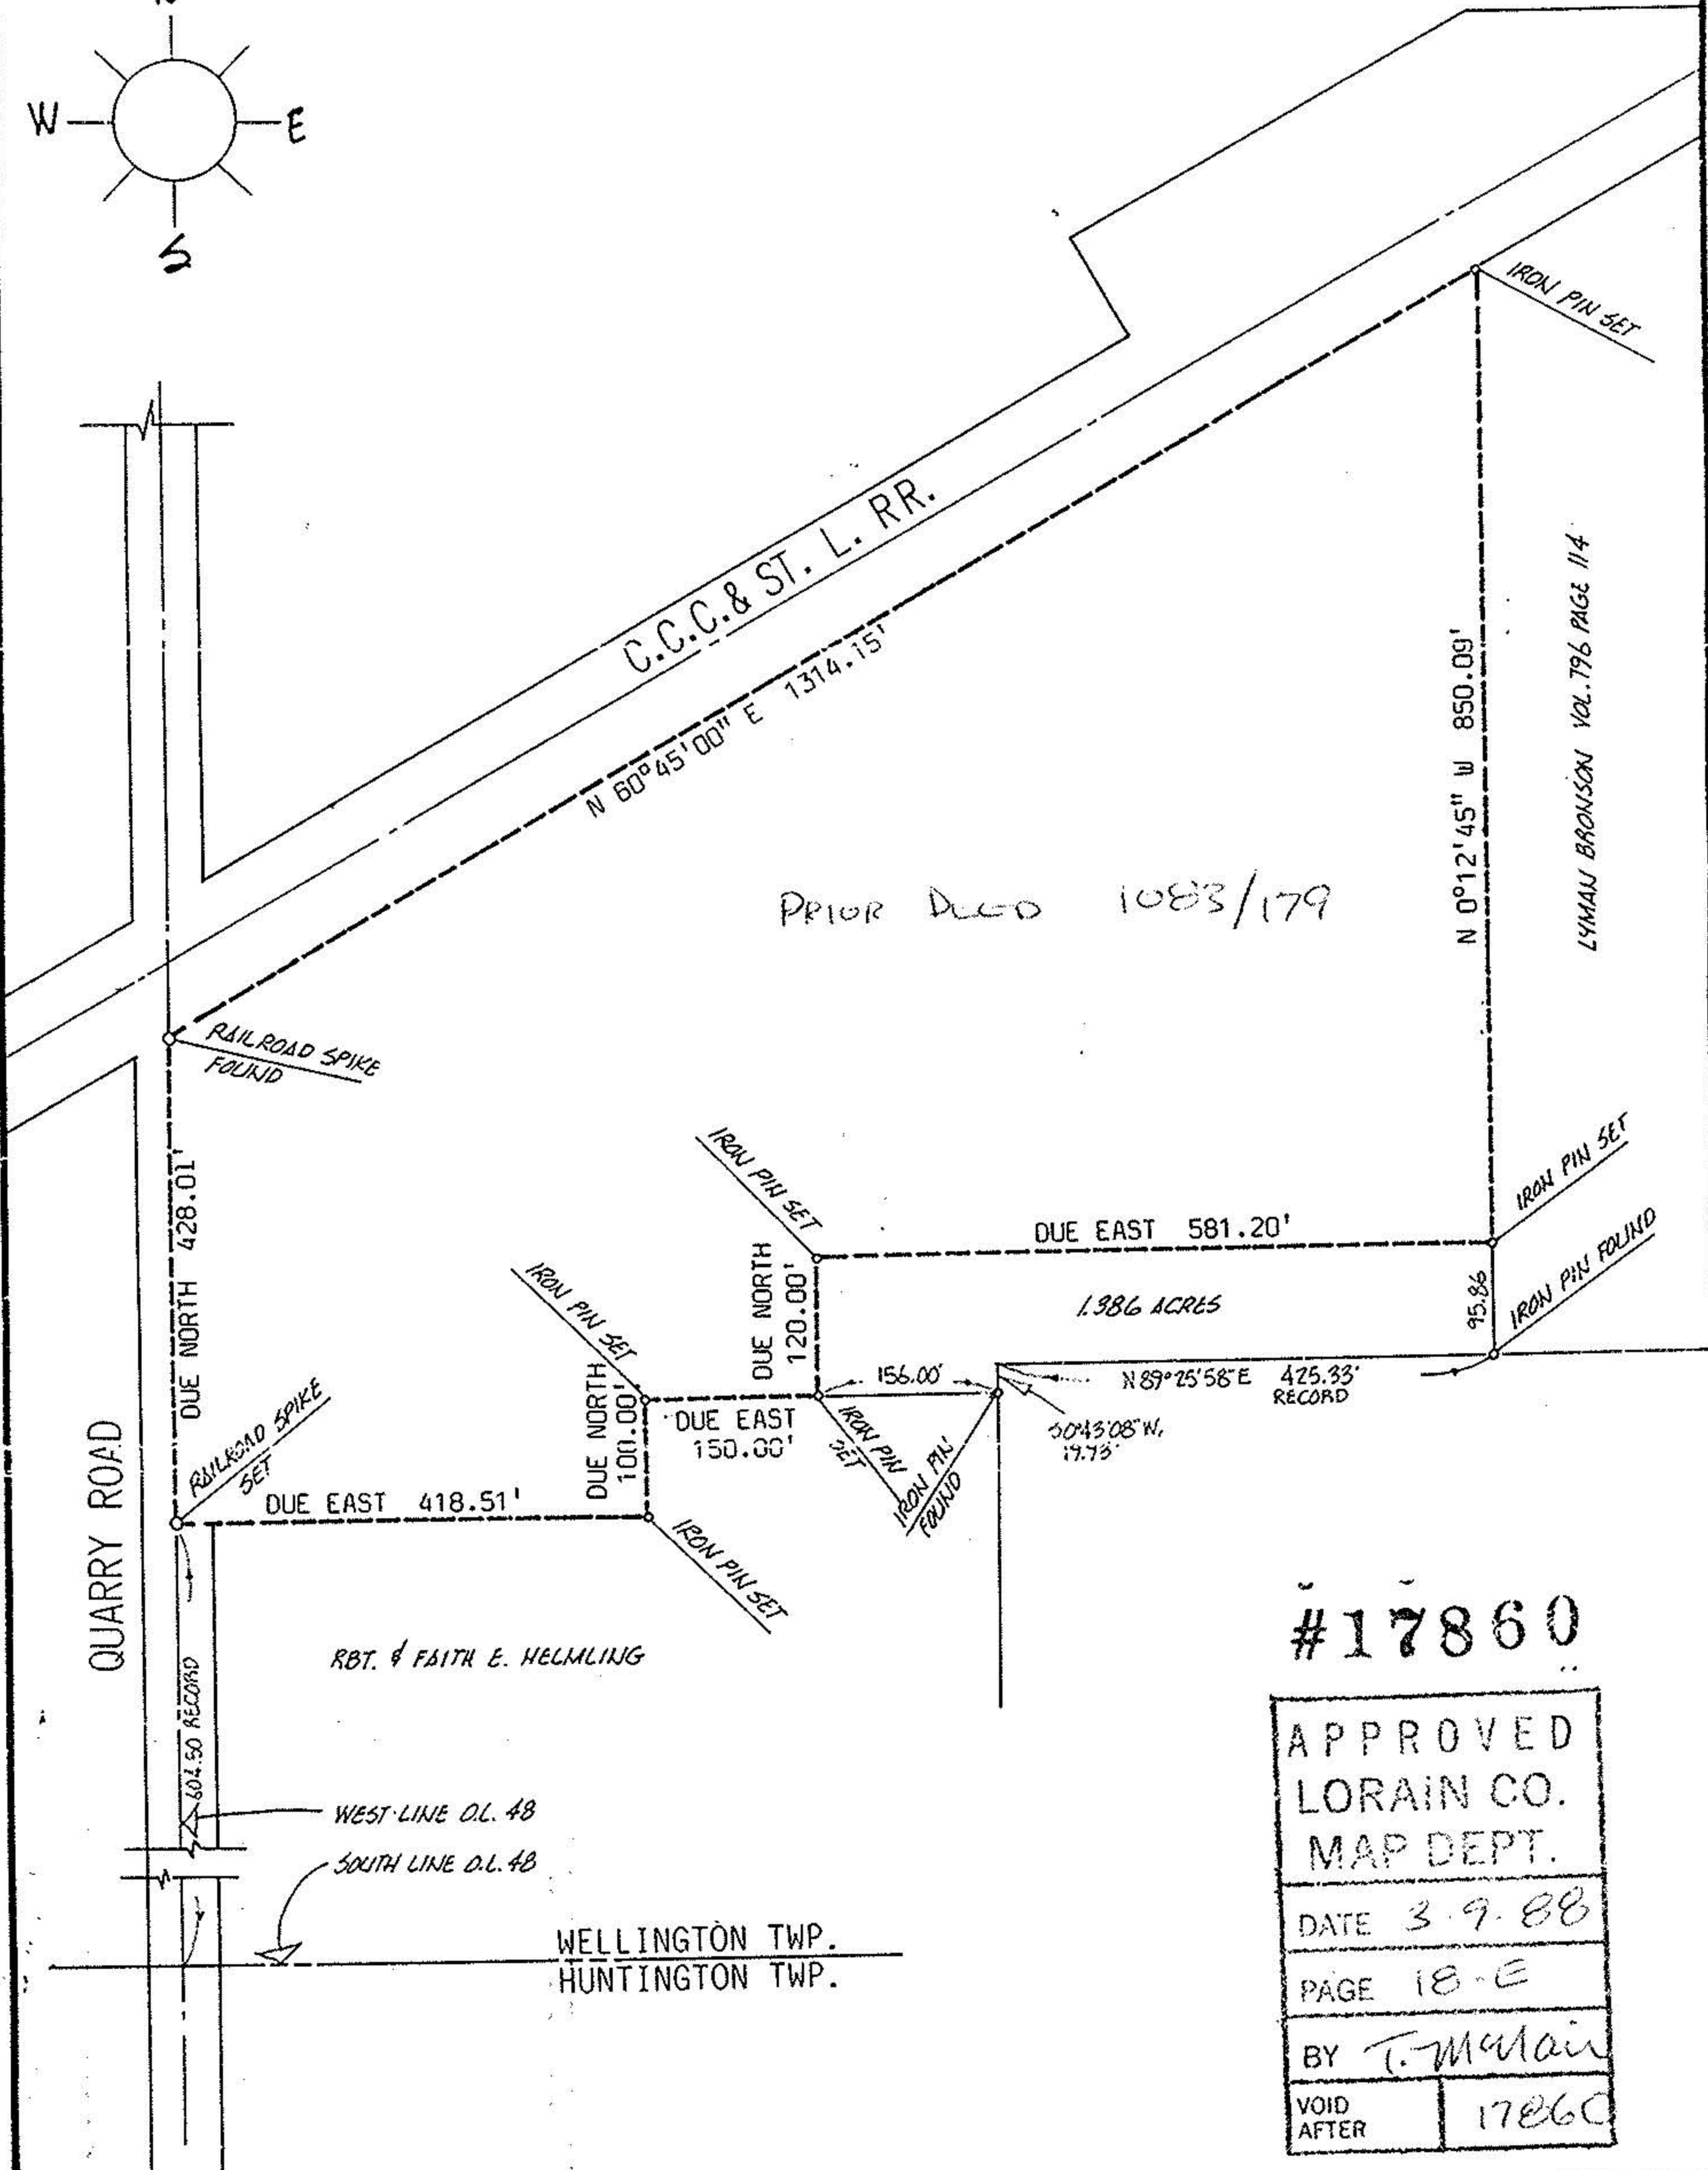 W
E
S
IRON PIN SET
C.C.C.& ST. L. RR.
N 60°45'00" E 1314.15'
N 0°12'45" W 850.09'
LYMAN BRONSON VOL.796 PAGE 114
PRIOR DEED 1083/179
RAILROAD SPIKE
FOUND
DUE NORTH 428.01'
IRON PIN SET
DUE EAST 581.20'
IRON PIN SET
IRON PIN FOUND
DUE NORTH
120.00'
1.386 ACRES
95.86
IRON PIN SET
DUE NORTH
100.00'
DUE EAST
150.00'
156.00'
N 89°25'58"E 425.33'
RECORD
S0°43'08"W.
19.73'
IRON PIN
SET
IRON PIN
FOUND
RAILROAD SPIKE
SET
DUE EAST 418.51'
IRON PIN SET
QUARRY ROAD
RBT. & FAITH E. HELMLING
604.50 RECORD
WEST LINE O.L. 48
SOUTH LINE O.L. 48
WELLINGTON TWP.
HUNTINGTON TWP.
#17860
APPROVED
LORAIN CO.
MAP DEPT.
DATE 3.9.88
PAGE 18-E
BY T. McNair
VOID
AFTER
17860